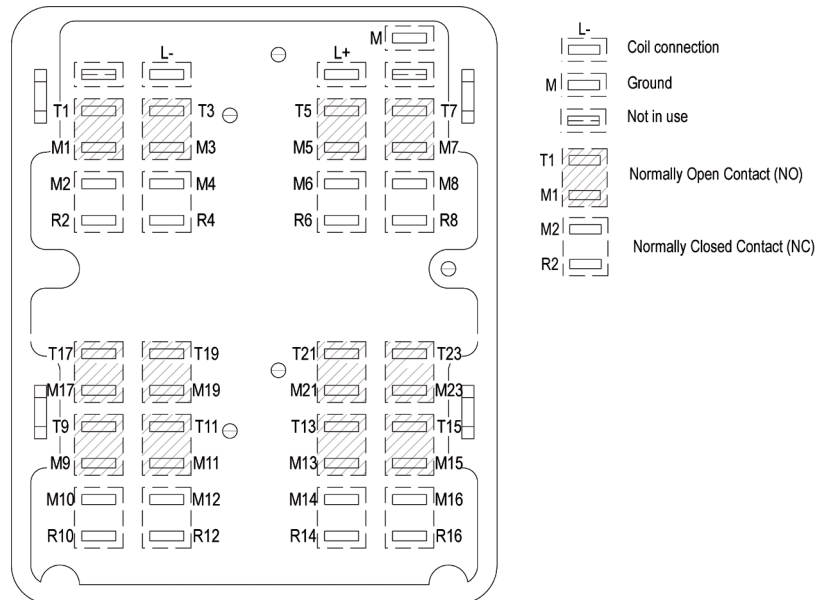 M
L-
L+
T1
T3
T5
T7
M1
M3
M5
M7
M2
M4
M6
M8
R2
R4
R6
R8
T17
T19
T21
T23
M17
M19
M21
M23
T9
T11
T13
T15
M9
M11
M13
M15
M10
M12
M14
M16
R10
R12
R14
R16
L-
Coil connection
M
Ground
Not in use
T1
M1
Normally Open Contact (NO)
M2
R2
Normally Closed Contact (NC)